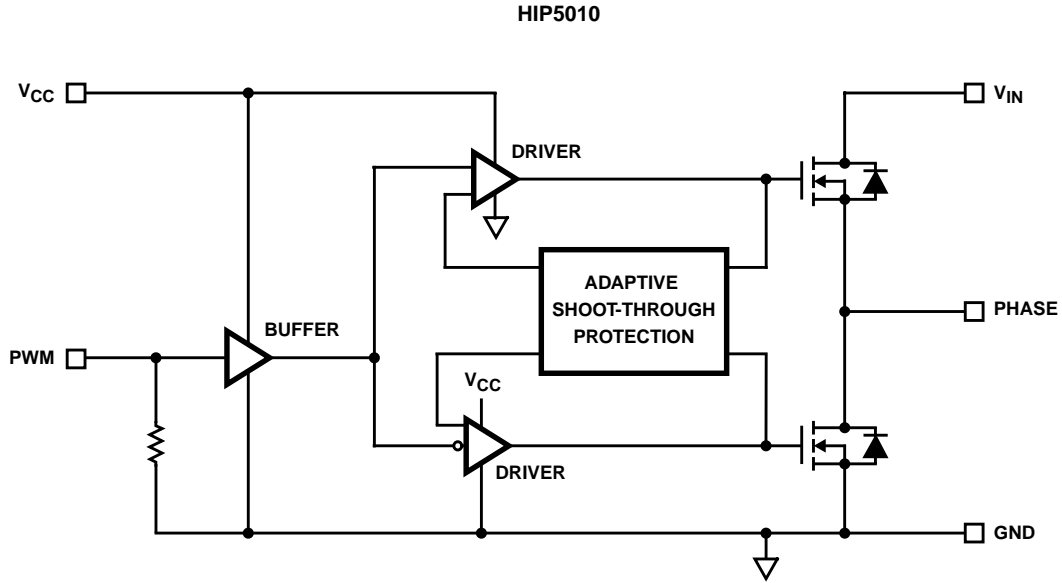 HIP5010
VCC
VIN
DRIVER
ADAPTIVE
SHOOT-THROUGH
PROTECTION
PHASE
BUFFER
PWM
VCC
DRIVER
GND